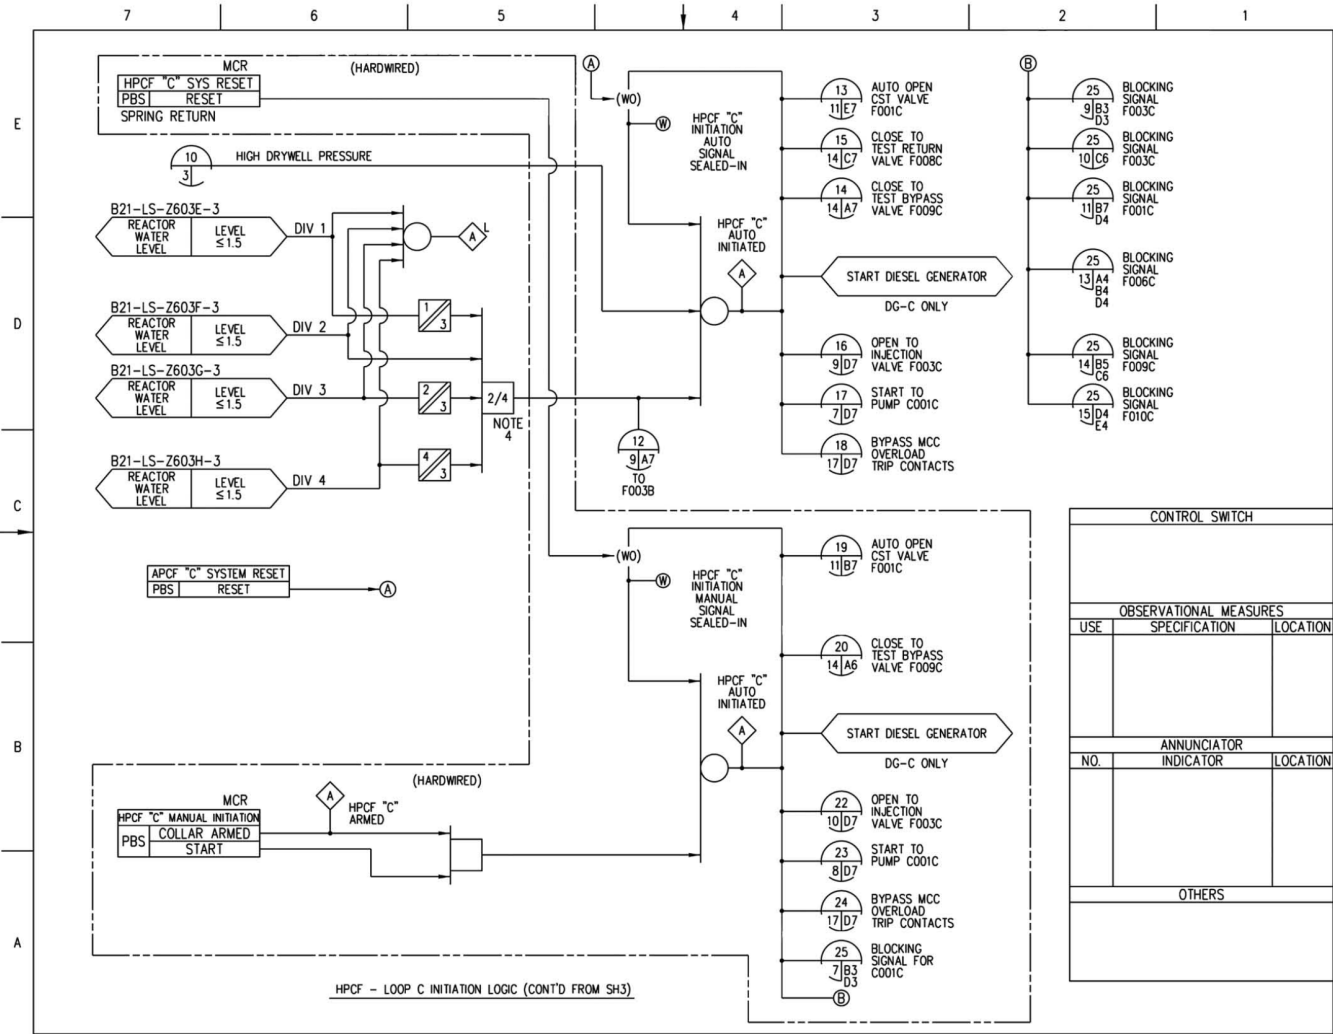 7 6 5 4 3 2 1
E
D
C
B
A
MCR
(HARDWIRED)
HPCF "C" SYS RESET
PBS RESET
SPRING RETURN
10
3
HIGH DRYWELL PRESSURE
B21-LS-Z603E-3
REACTOR
WATER
LEVEL
LEVEL
≤1.5
DIV 1
B21-LS-Z603F-3
REACTOR
WATER
LEVEL
LEVEL
≤1.5
DIV 2
B21-LS-Z603G-3
REACTOR
WATER
LEVEL
LEVEL
≤1.5
DIV 3
B21-LS-Z603H-3
REACTOR
WATER
LEVEL
LEVEL
≤1.5
DIV 4
A L
1
3
2
3
4
3
2/4
NOTE
4
12
9 A7
TO
F003B
APCF "C" SYSTEM RESET
PBS RESET
A
A
(WO)
W
HPCF "C"
INITIATION
AUTO
SIGNAL
SEALED-IN
HPCF "C"
AUTO
INITIATED
A
13
11 E7
AUTO OPEN
CST VALVE
F001C
15
14 C7
CLOSE TO
TEST RETURN
VALVE F008C
14
14 A7
CLOSE TO
TEST BYPASS
VALVE F009C
START DIESEL GENERATOR
DG-C ONLY
16
9 D7
OPEN TO
INJECTION
VALVE F003C
17
7 D7
START TO
PUMP C001C
18
17 D7
BYPASS MCC
OVERLOAD
TRIP CONTACTS
B
25
9 B3
D3
BLOCKING
SIGNAL
F003C
25
10 C6
BLOCKING
SIGNAL
F003C
25
11 B7
D4
BLOCKING
SIGNAL
F001C
25
13 A4
B4
D4
BLOCKING
SIGNAL
F006C
25
14 B5
C6
BLOCKING
SIGNAL
F009C
25
15 D4
E4
BLOCKING
SIGNAL
F010C
(WO)
W
HPCF "C"
INITIATION
MANUAL
SIGNAL
SEALED-IN
HPCF "C"
AUTO
INITIATED
A
19
11 B7
AUTO OPEN
CST VALVE
F001C
20
14 A6
CLOSE TO
TEST BYPASS
VALVE F009C
START DIESEL GENERATOR
DG-C ONLY
22
10 D7
OPEN TO
INJECTION
VALVE F003C
23
8 D7
START TO
PUMP C001C
24
17 D7
BYPASS MCC
OVERLOAD
TRIP CONTACTS
25
7 B3
D3
BLOCKING
SIGNAL FOR
C001C
B
(HARDWIRED)
MCR
HPCF "C" MANUAL INITIATION
PBS COLLAR ARMED
START
A
HPCF "C"
ARMED
CONTROL SWITCH
OBSERVATIONAL MEASURES
USE SPECIFICATION LOCATION
ANNUNCIATOR
NO. INDICATOR LOCATION
OTHERS
HPCF - LOOP C INITIATION LOGIC (CONT'D FROM SH3)